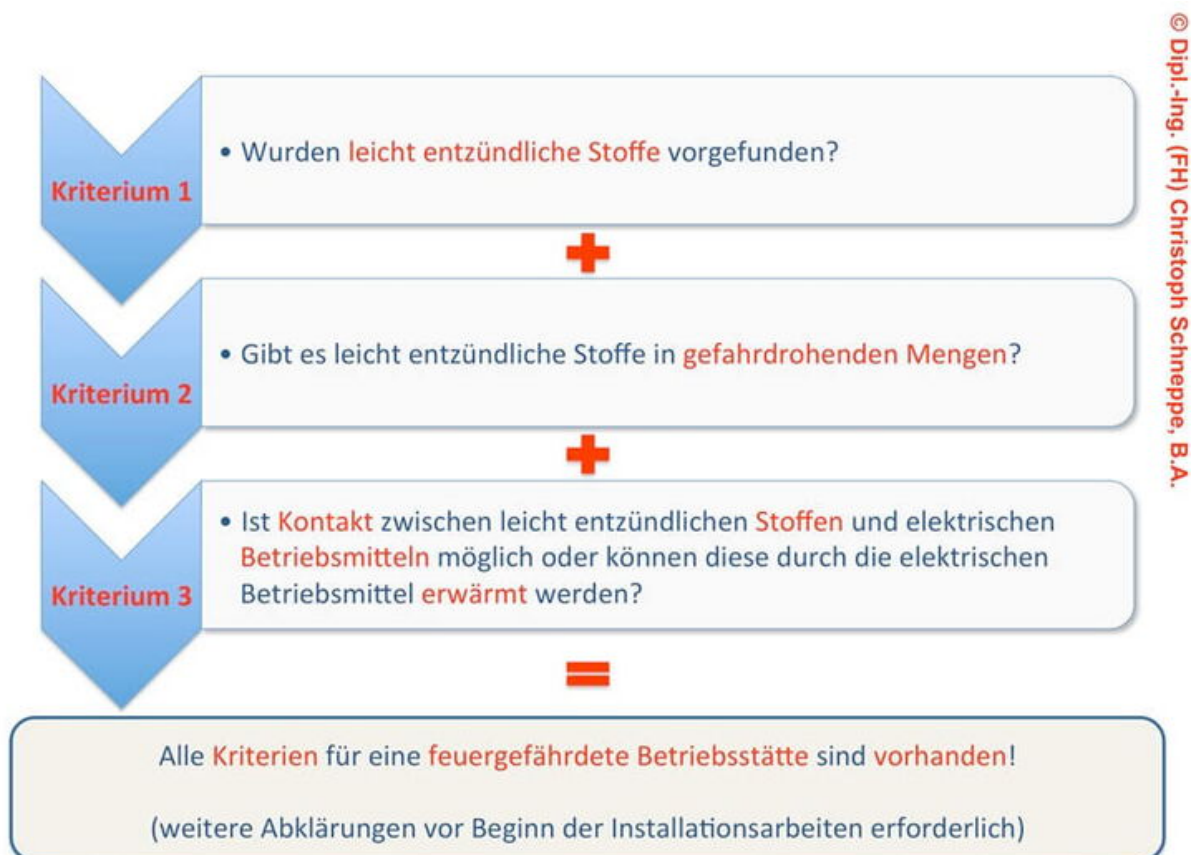 Kriterium 1
• Wurden leicht entzündliche Stoffe vorgefunden?
+
Kriterium 2
• Gibt es leicht entzündliche Stoffe in gefahrdrohenden Mengen?
+
Kriterium 3
• Ist Kontakt zwischen leicht entzündlichen Stoffen und elektrischen
Betriebsmitteln möglich oder können diese durch die elektrischen
Betriebsmittel erwärmt werden?
=
Alle Kriterien für eine feuergefährdete Betriebsstätte sind vorhanden!
(weitere Abklärungen vor Beginn der Installationsarbeiten erforderlich)
© Dipl.-Ing. (FH) Christoph Schneppe, B.A.